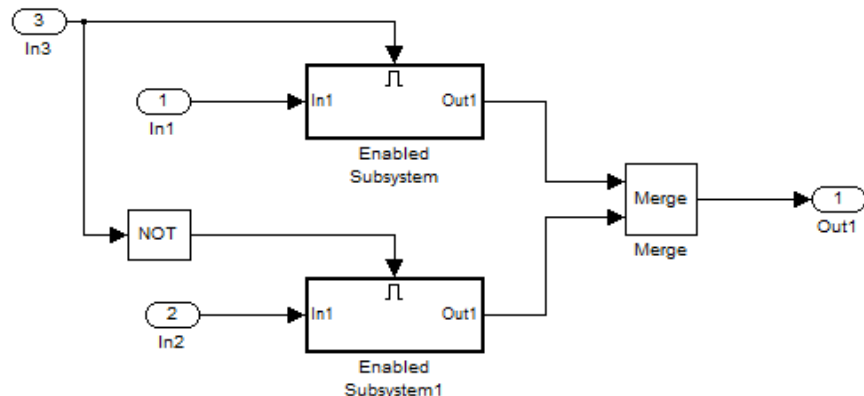 3
In3
1
In1
In1
Out1
Enabled
Subsystem
Merge
Merge
1
Out1
NOT
2
In2
In1
Out1
Enabled
Subsystem1